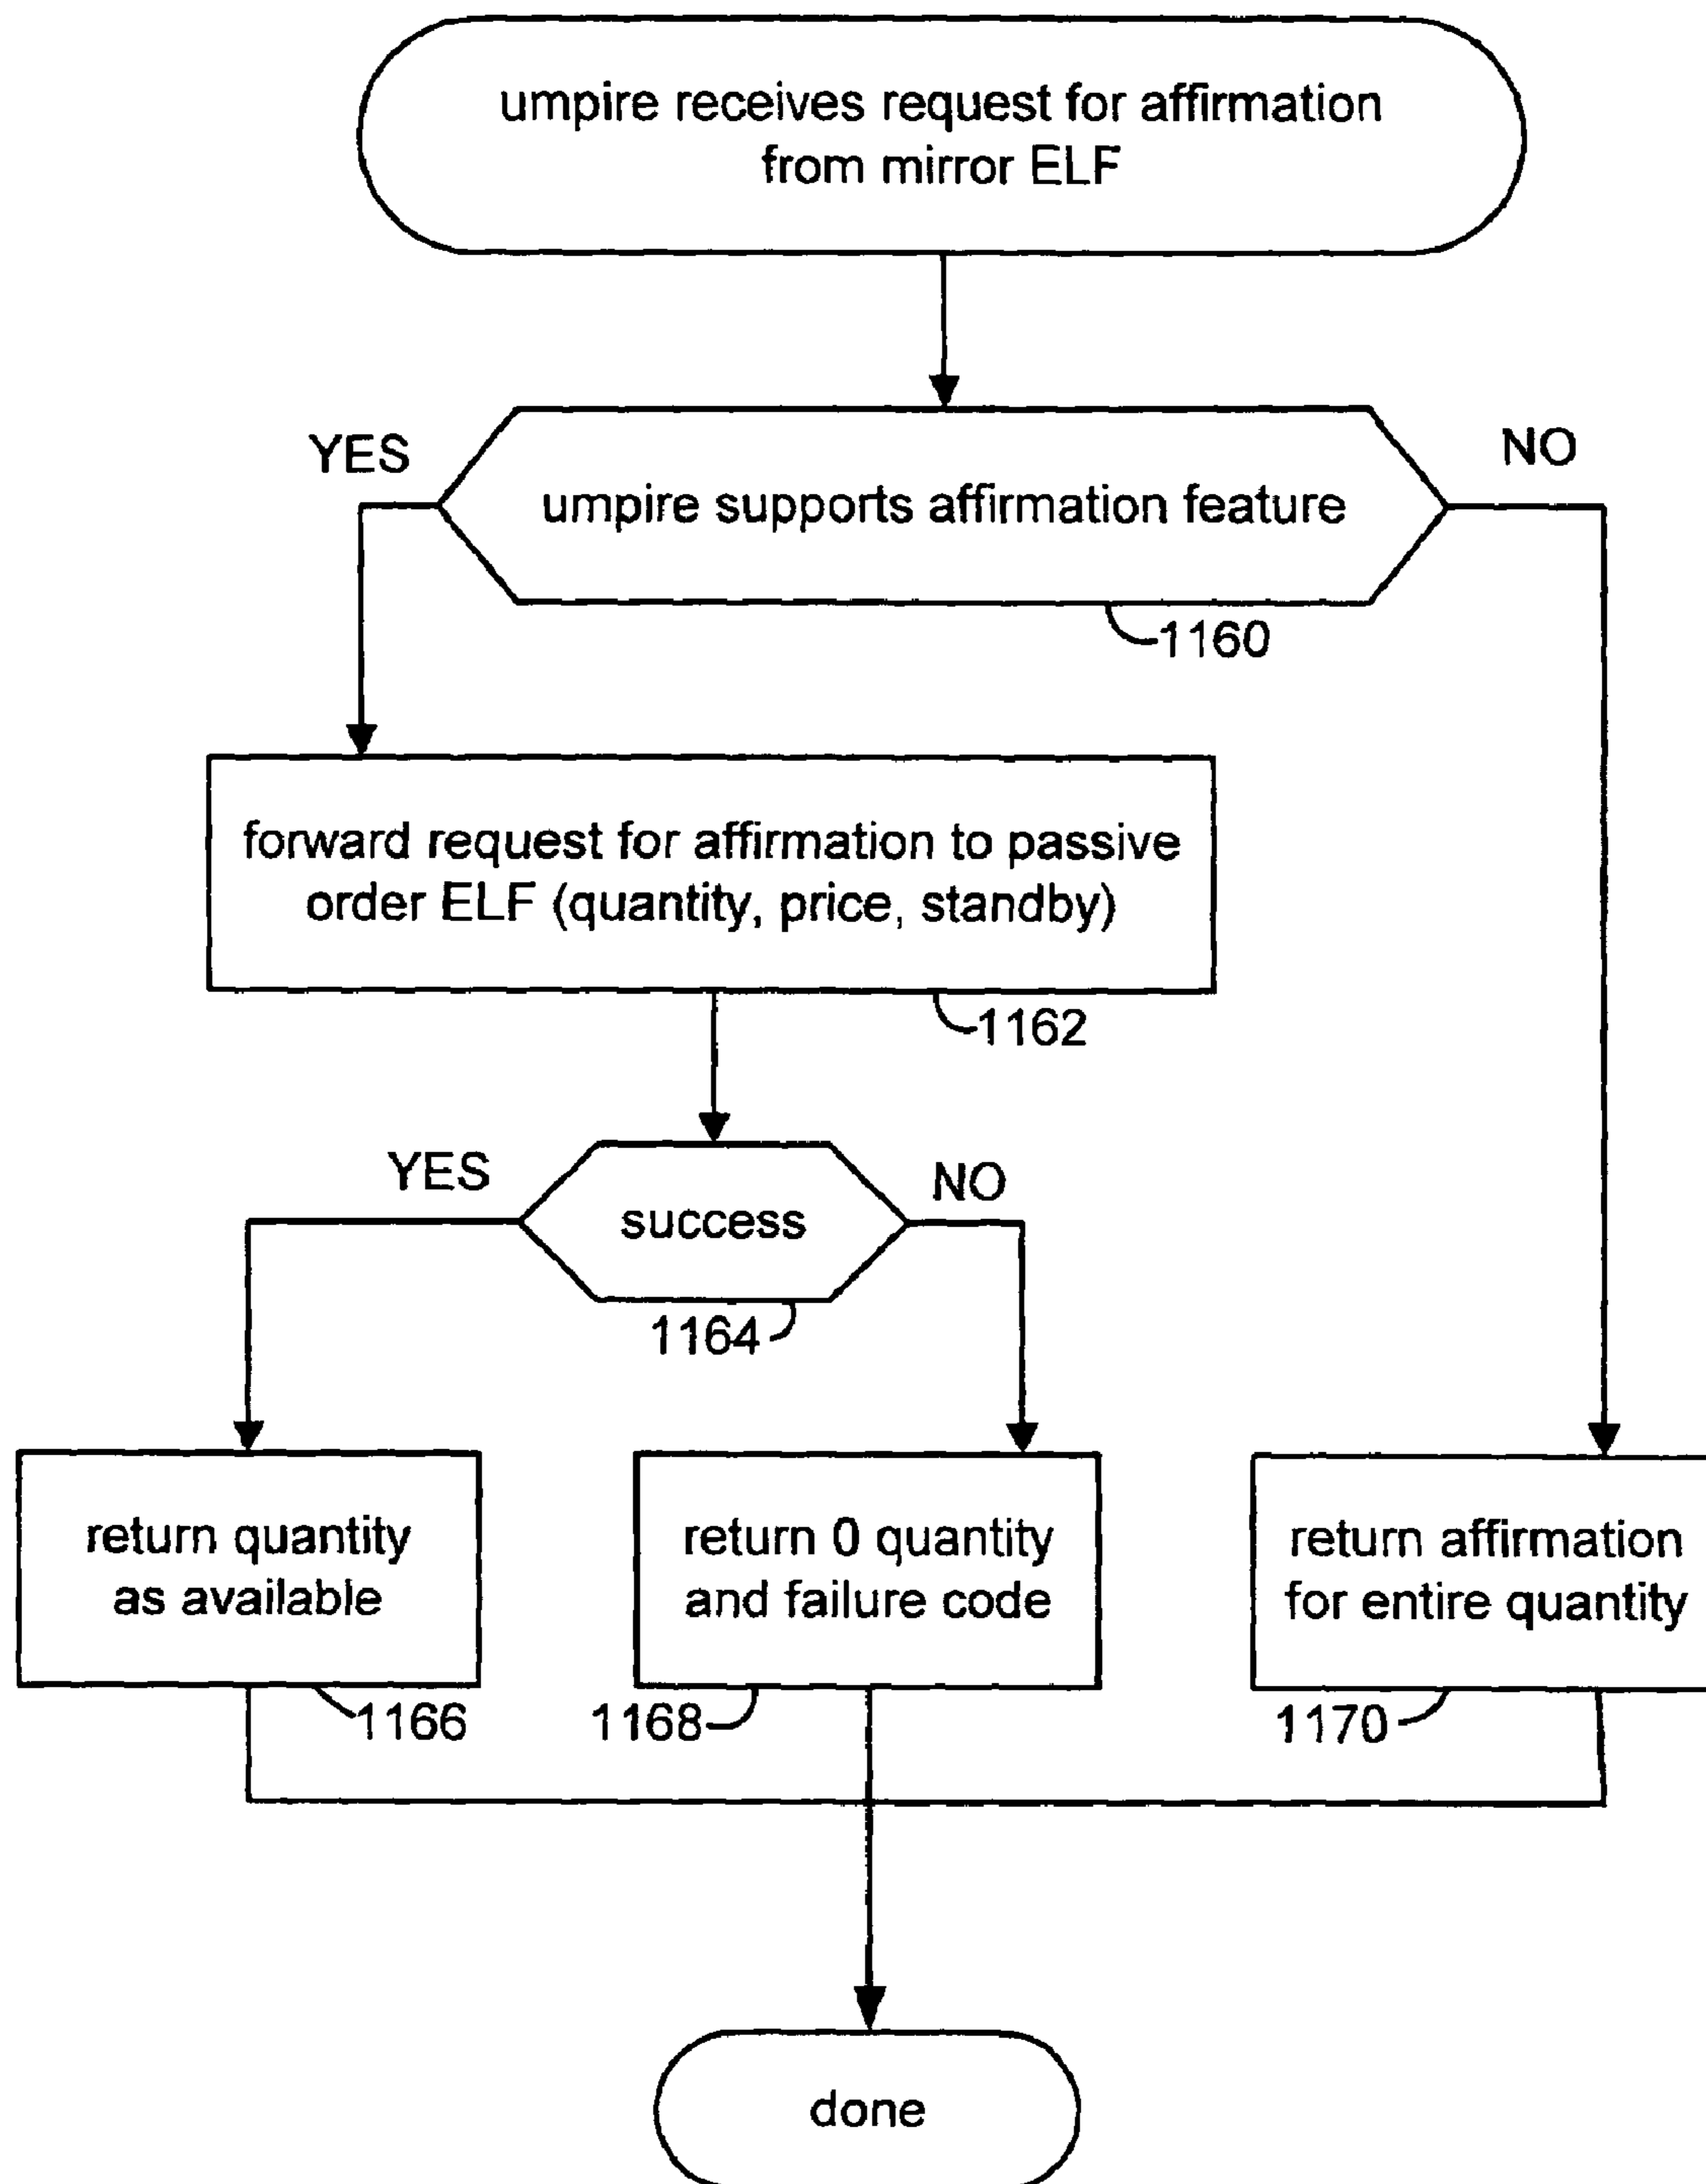 umpire receives request for affirmation
from mirror ELF
YES
NO
umpire supports affirmation feature
1160
forward request for affirmation to passive
order ELF (quantity, price, standby)
1162
YES
NO
success
1164
return quantity
as available
return 0 quantity
and failure code
return affirmation
for entire quantity
1166
1168
1170
done